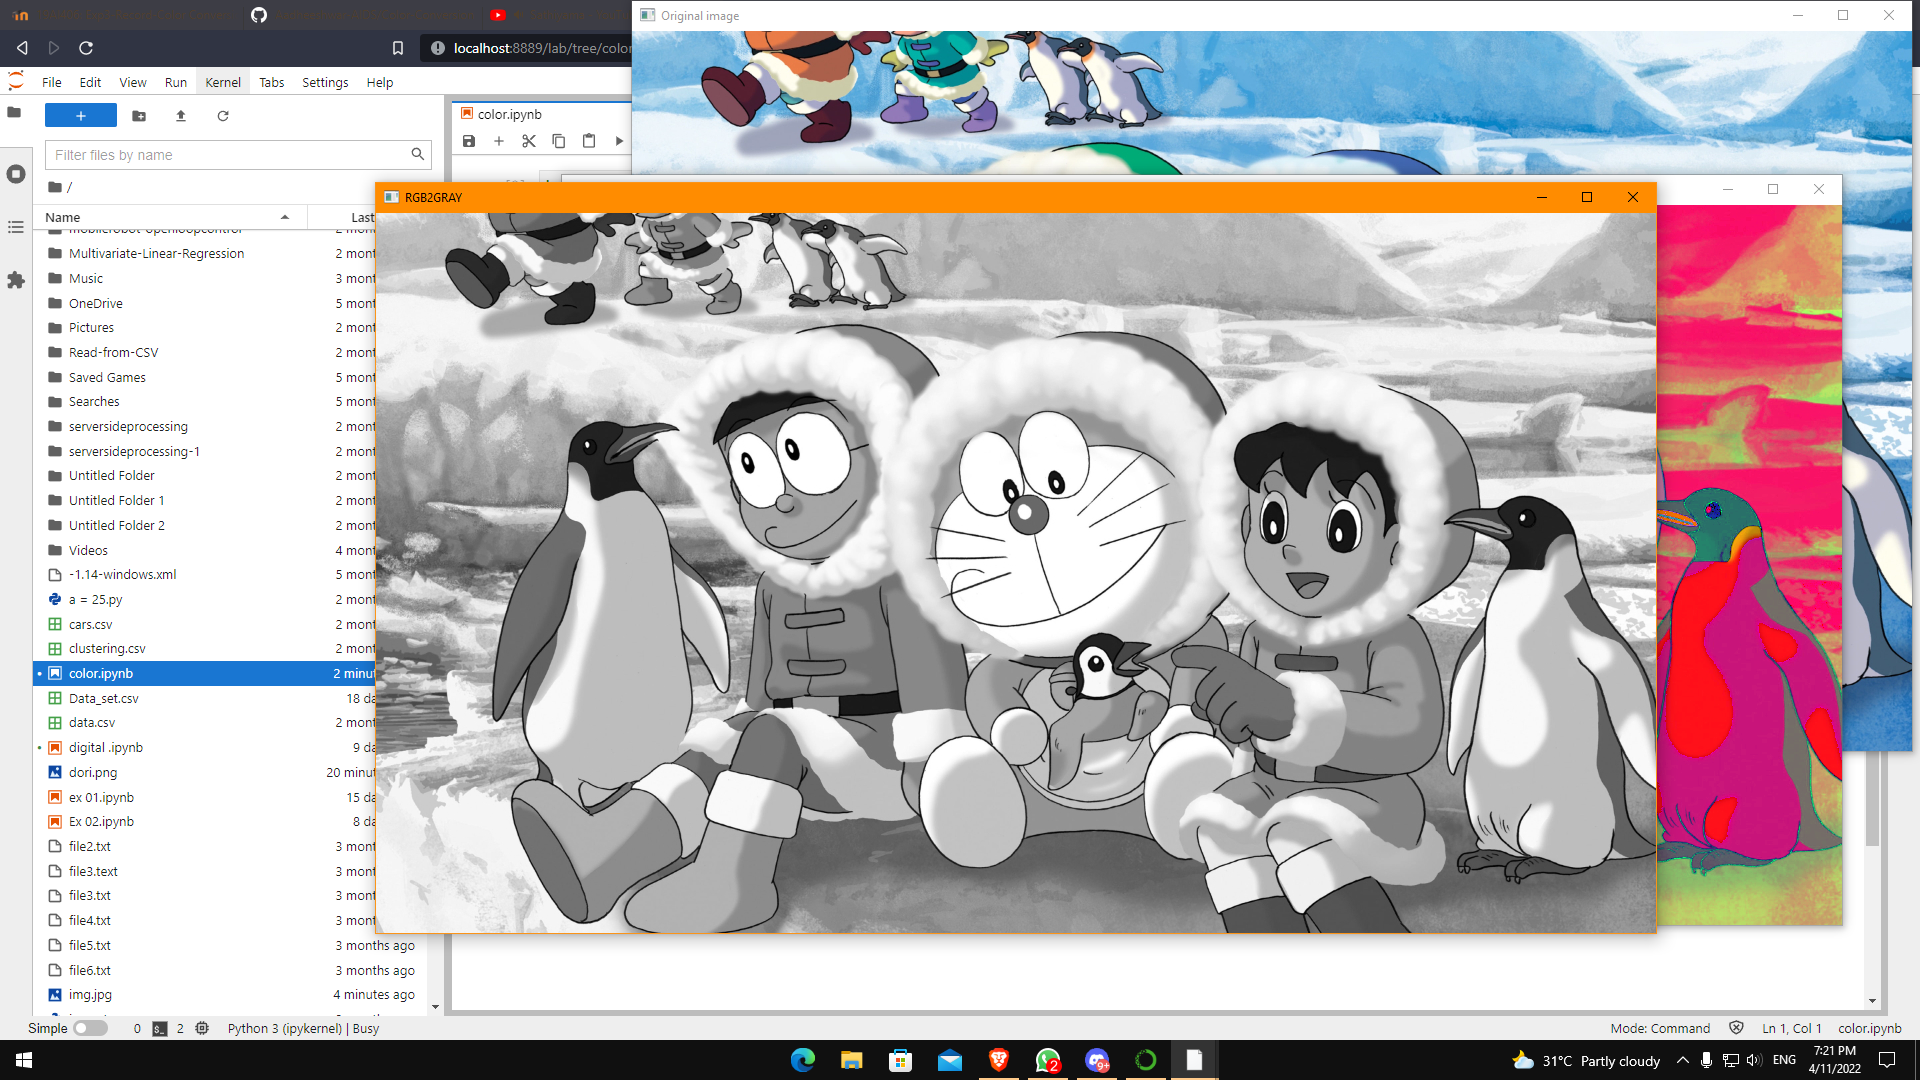 Original image
localhost:8889/lab/tree/color
File Edit View Run Kernel Tabs Settings Help
color.ipynb
Filter files by name
/
RGB2GRAY
Name Last
mobilerobot-openloopcontrol 2 mont
Multivariate-Linear-Regression 2 mont
Music 3 mont
OneDrive 5 mont
Pictures 2 mont
Read-from-CSV 2 mont
Saved Games 5 mont
Searches 5 mont
serversideprocessing 2 mont
serversideprocessing-1 2 mont
Untitled Folder 2 mont
Untitled Folder 1 2 mont
Untitled Folder 2 2 mont
Videos 4 mont
-1.14-windows.xml 5 mont
a = 25.py 2 mont
cars.csv 2 mont
clustering.csv 2 mont
color.ipynb 2 minut
Data_set.csv 18 da
data.csv 2 mont
digital .ipynb 9 da
dori.png 20 minut
ex 01.ipynb 15 da
Ex 02.ipynb 8 da
file2.txt 3 mont
file3.text 3 mont
file3.txt 3 mont
file4.txt 3 mont
file5.txt 3 months ago
file6.txt 3 months ago
img.jpg 4 minutes ago
Simple 0 2 Python 3 (ipykernel) | Busy Mode: Command Ln 1, Col 1 color.ipynb
2 9+ 31°C Partly cloudy ENG 7:21 PM
4/11/2022